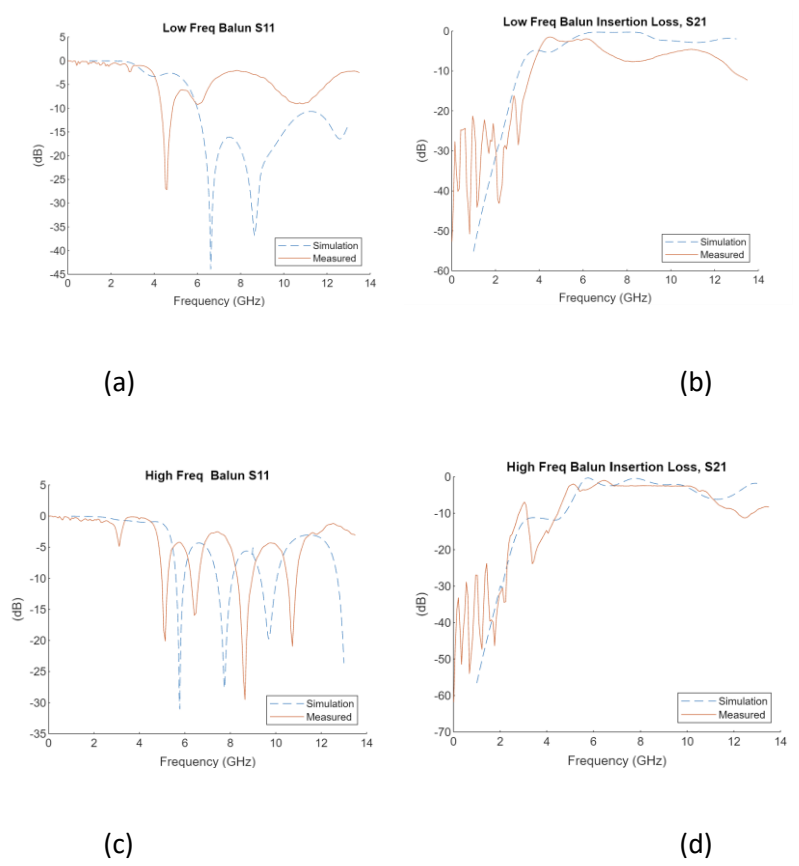 Low Freq Balun S11
0
-5
-10
-15
-20
-25
-30
-35
-40
-45
(dB)
0 2 4 6 8 10 12 14
Frequency (GHz)
Simulation
Measured
(a)
Low Freq Balun Insertion Loss, S21
0
-10
-20
-30
-40
-50
-60
(dB)
0 2 4 6 8 10 12 14
Frequency (GHz)
Simulation
Measured
(b)
High Freq Balun S11
0
-5
-10
-15
-20
-25
-30
-35
(dB)
0 2 4 6 8 10 12 14
Frequency (GHz)
Simulation
Measured
(c)
High Freq Balun Insertion Loss, S21
0
-10
-20
-30
-40
-50
-60
-70
(dB)
0 2 4 6 8 10 12 14
Frequency (GHz)
Simulation
Measured
(d)